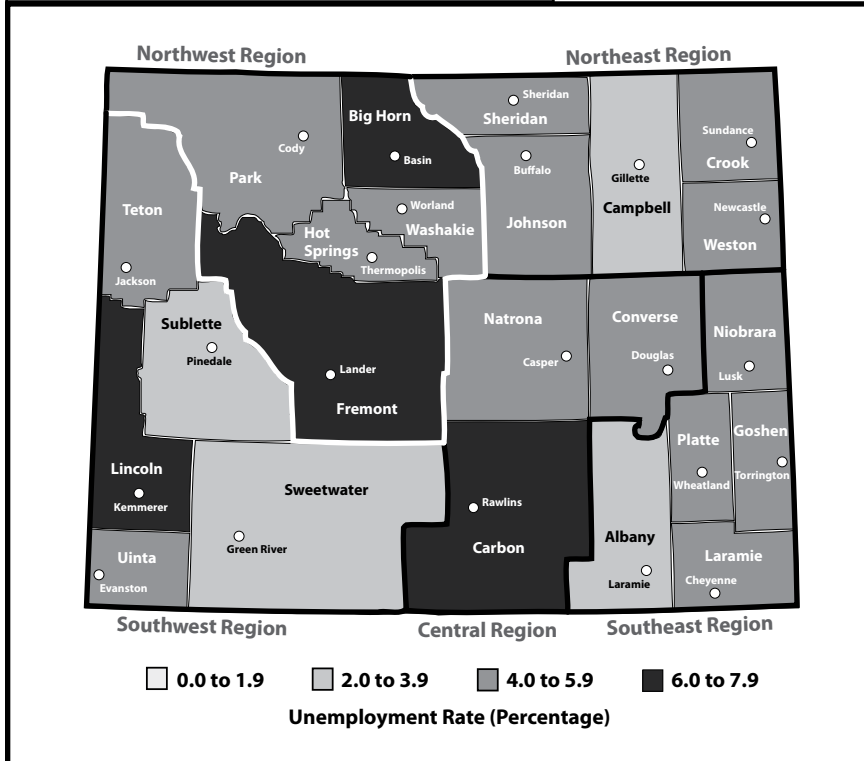 Northwest Region
Northeast Region
Big Horn
Basin
Sheridan
Sheridan
Cody
Park
Buffalo
Johnson
Gillette
Campbell
Sundance
Crook
Newcastle
Weston
Teton
Jackson
Worland
Washakie
Hot
Springs
Thermopolis
Sublette
Pinedale
Lander
Fremont
Natrona
Casper
Converse
Douglas
Niobrara
Lusk
Platte
Wheatland
Goshen
Torrington
Lincoln
Kemmerer
Sweetwater
Green River
Rawlins
Carbon
Albany
Laramie
Laramie
Cheyenne
Uinta
Evanston
Southwest Region
Central Region
Southeast Region
0.0 to 1.9
2.0 to 3.9
4.0 to 5.9
6.0 to 7.9
Unemployment Rate (Percentage)